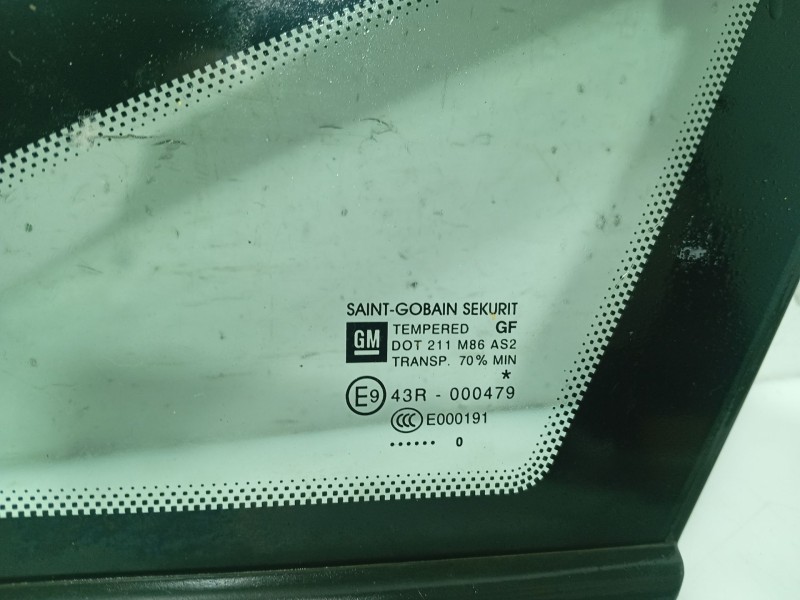 SAINT-GOBAIN SEKURIT
GM TEMPERED GF
DOT 211 M86 AS2
TRANSP. 70% MIN
*
E9 43R - 000479
CCC E000191
...... 0